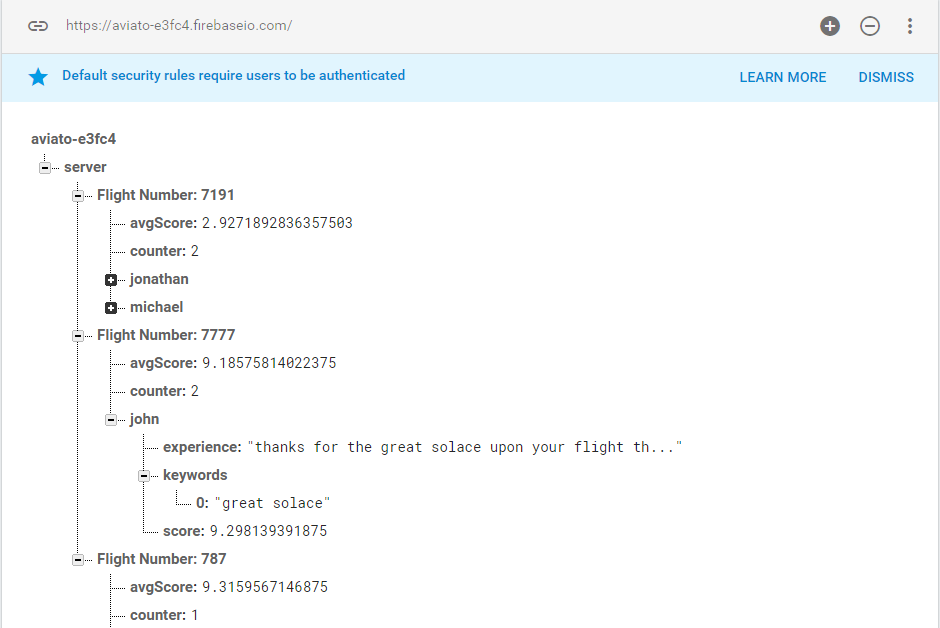 https://aviato-e3fc4.firebaseio.com/
Default security rules require users to be authenticated LEARN MORE DISMISS
aviato-e3fc4
server
Flight Number: 7191
avgScore: 2.9271892836357503
counter: 2
jonathan
michael
Flight Number: 7777
avgScore: 9.18575814022375
counter: 2
john
experience: "thanks for the great solace upon your flight th..."
keywords
0: "great solace"
score: 9.298139391875
Flight Number: 787
avgScore: 9.3159567146875
counter: 1